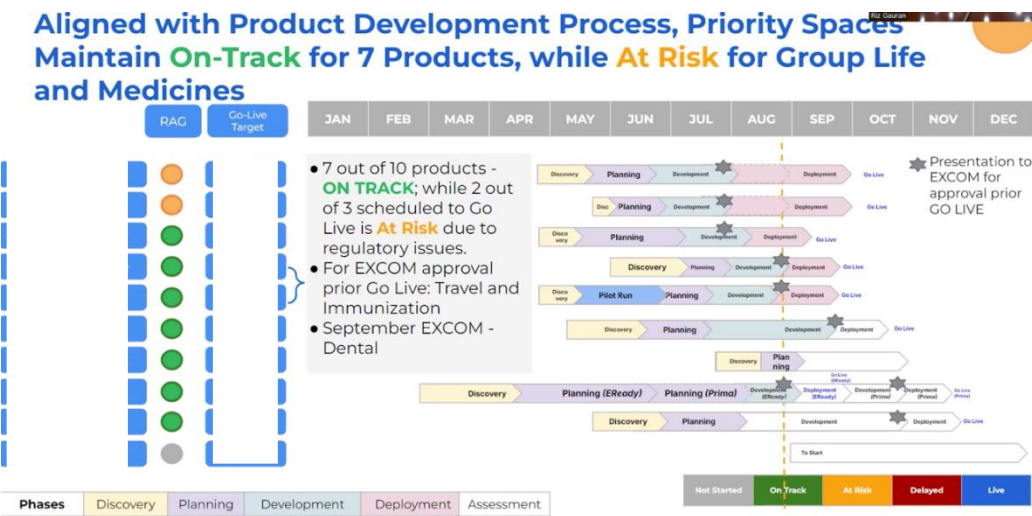 Riz Gauran
Aligned with Product Development Process, Priority Spaces
Maintain On-Track for 7 Products, while At Risk for Group Life
and Medicines
RAG
Go-Live
Target
JAN FEB MAR APR MAY JUN JUL AUG SEP OCT NOV DEC
• 7 out of 10 products -
ON TRACK; while 2 out
of 3 scheduled to Go
Live is At Risk due to
regulatory issues.
• For EXCOM approval
prior Go Live: Travel and
Immunization
• September EXCOM -
Dental
Presentation to
EXCOM for
approval prior
GO LIVE
Discovery Planning Development Deployment Go Live
Disc Planning Development Deployment Go Live
Disco
very Planning Development Deployment Go Live
Discovery Planning Development Deployment Go Live
Disco
very Pilot Run Planning Development Deployment Go Live
Discovery Planning Development Deployment Go Live
Discovery Plan
ning
Go Live
(EReady)
Discovery Planning (EReady) Planning (Prima) Development
(EReady) Deployment
(EReady) Development
(Prima) Deployment
(Prima) Go Live
(Prima)
Discovery Planning Development Deployment Go Live
To Start
Not Started On Track At Risk Delayed Live
Phases Discovery Planning Development Deployment Assessment